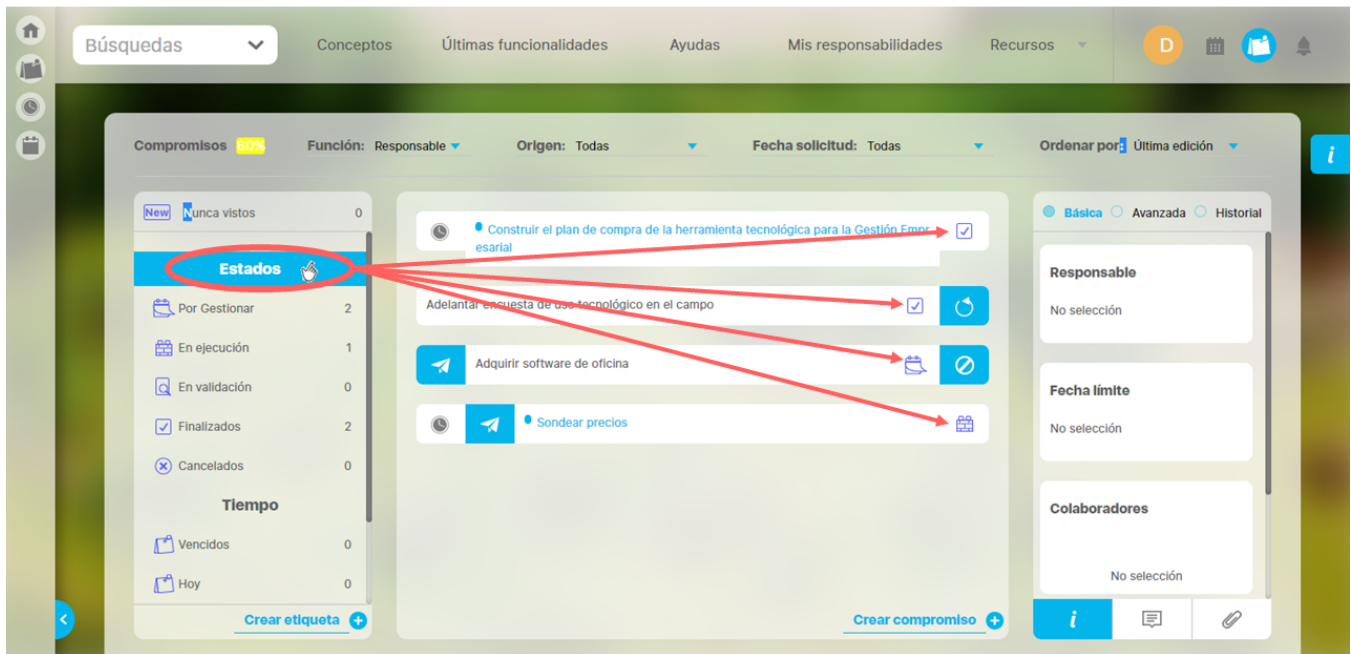 Búsquedas
Conceptos
Últimas funcionalidades
Ayudas
Mis responsabilidades
Recursos
D
Compromisos 60%
Función: Responsable
Origen: Todas
Fecha solicitud: Todas
Ordenar por: Última edición
i
New Nunca vistos 0
Estados
Por Gestionar 2
En ejecución 1
En validación 0
Finalizados 2
Cancelados 0
Tiempo
Vencidos 0
Hoy 0
Crear etiqueta
Construir el plan de compra de la herramienta tecnológica para la Gestión Empr
esarial
Adelantar encuesta de uso tecnológico en el campo
Adquirir software de oficina
Sondear precios
Crear compromiso
Básica Avanzada Historial
Responsable
No selección
Fecha límite
No selección
Colaboradores
No selección
i